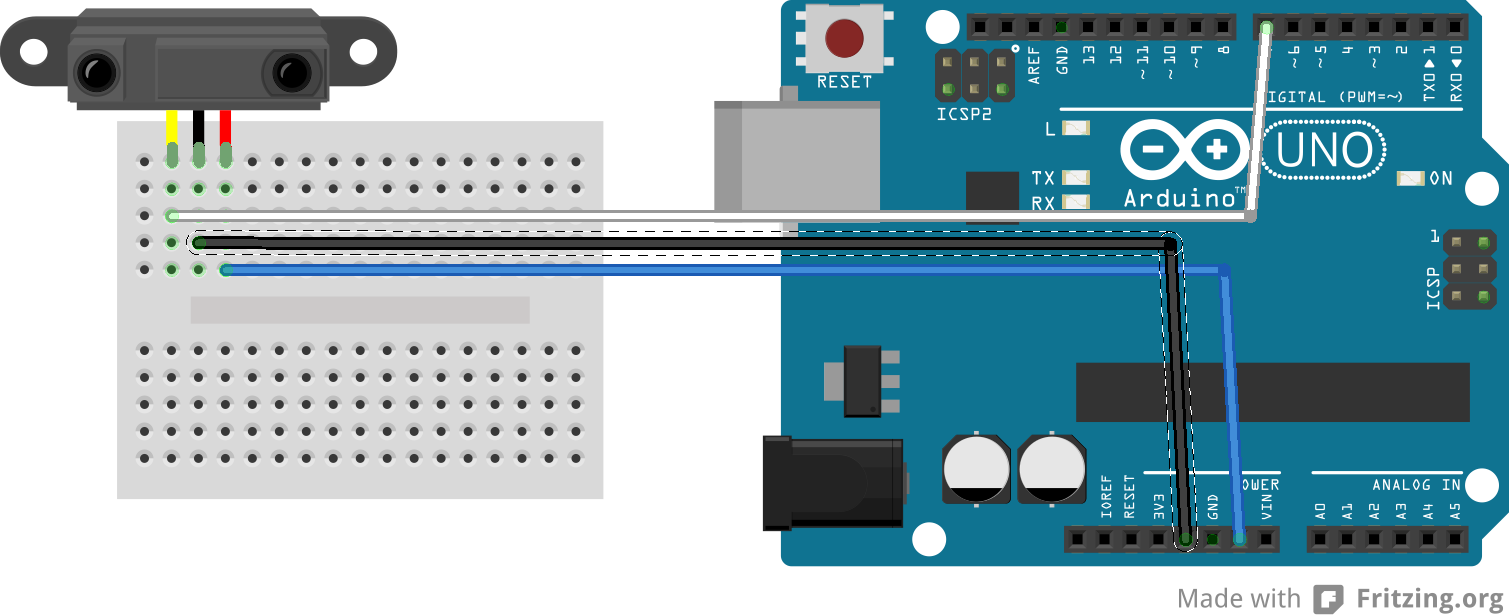 RESET
ICSP2
AREF
GND
13
12
~11
~10
~9
8
~6
~5
4
~3
2
TX0▶1
RX0◀0
IGITAL (PWM=~)
L
TX
RX
UNO
Arduino™
ON
1
ICSP
OWER
ANALOG IN
IOREF
RESET
3V3
GND
VIN
A0
A1
A2
A3
A4
A5
Made with Fritzing.org